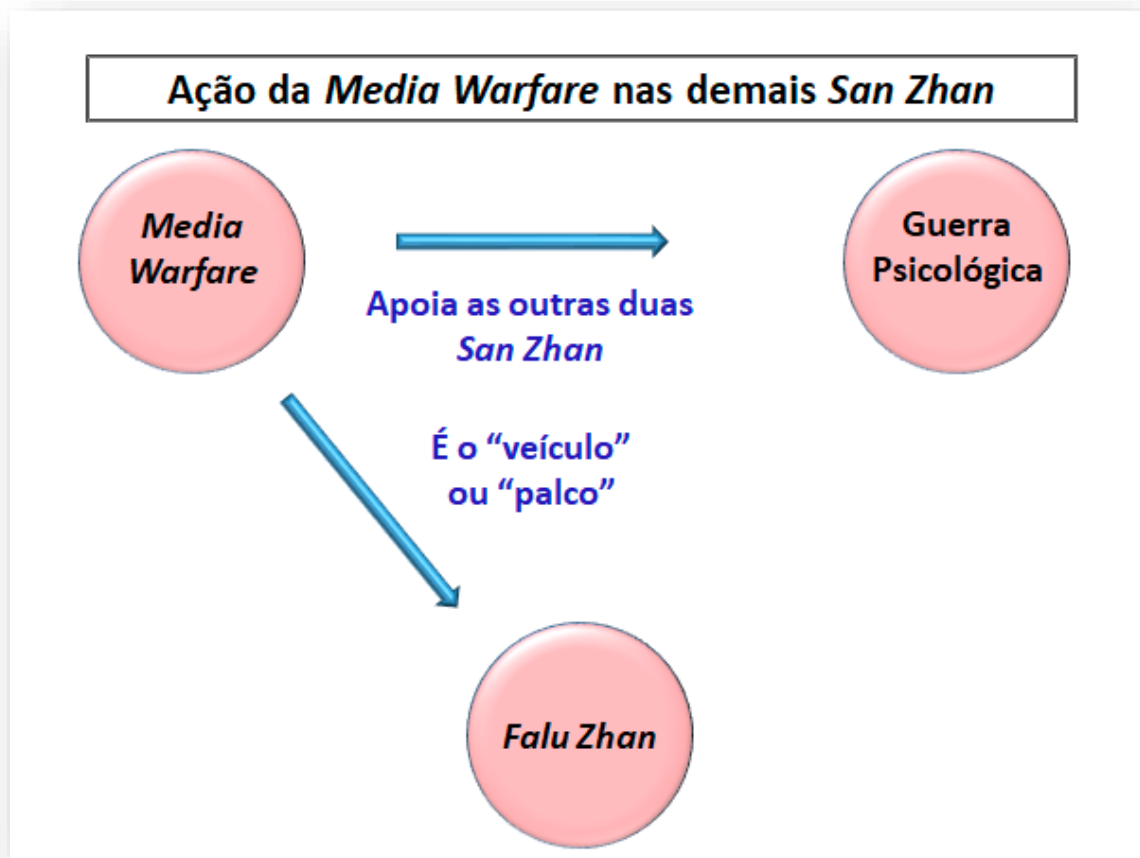 Ação da Media Warfare nas demais San Zhan
Media
Warfare
Guerra
Psicológica
Apoia as outras duas
San Zhan
É o “veículo”
ou “palco”
Falu Zhan